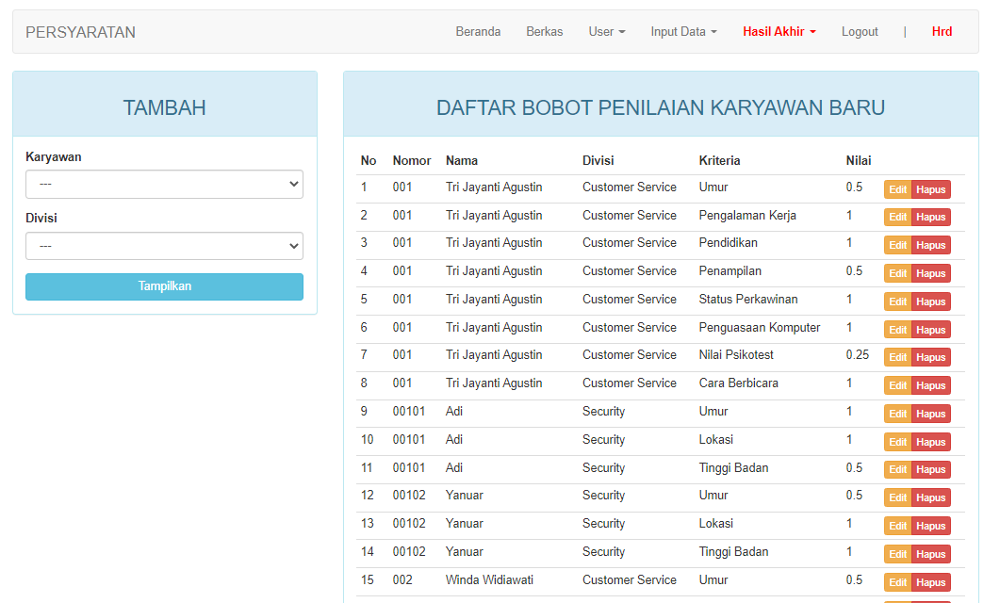 PERSYARATAN Beranda Berkas User Input Data Hasil Akhir Logout | Hrd
TAMBAH
Karyawan
---
Divisi
---
Tampilkan
DAFTAR BOBOT PENILAIAN KARYAWAN BARU
No Nomor Nama Divisi Kriteria Nilai
1 001 Tri Jayanti Agustin Customer Service Umur 0.5 Edit Hapus
2 001 Tri Jayanti Agustin Customer Service Pengalaman Kerja 1 Edit Hapus
3 001 Tri Jayanti Agustin Customer Service Pendidikan 1 Edit Hapus
4 001 Tri Jayanti Agustin Customer Service Penampilan 0.5 Edit Hapus
5 001 Tri Jayanti Agustin Customer Service Status Perkawinan 1 Edit Hapus
6 001 Tri Jayanti Agustin Customer Service Penguasaan Komputer 1 Edit Hapus
7 001 Tri Jayanti Agustin Customer Service Nilai Psikotest 0.25 Edit Hapus
8 001 Tri Jayanti Agustin Customer Service Cara Berbicara 1 Edit Hapus
9 00101 Adi Security Umur 1 Edit Hapus
10 00101 Adi Security Lokasi 1 Edit Hapus
11 00101 Adi Security Tinggi Badan 0.5 Edit Hapus
12 00102 Yanuar Security Umur 0.5 Edit Hapus
13 00102 Yanuar Security Lokasi 1 Edit Hapus
14 00102 Yanuar Security Tinggi Badan 1 Edit Hapus
15 002 Winda Widiawati Customer Service Umur 0.5 Edit Hapus